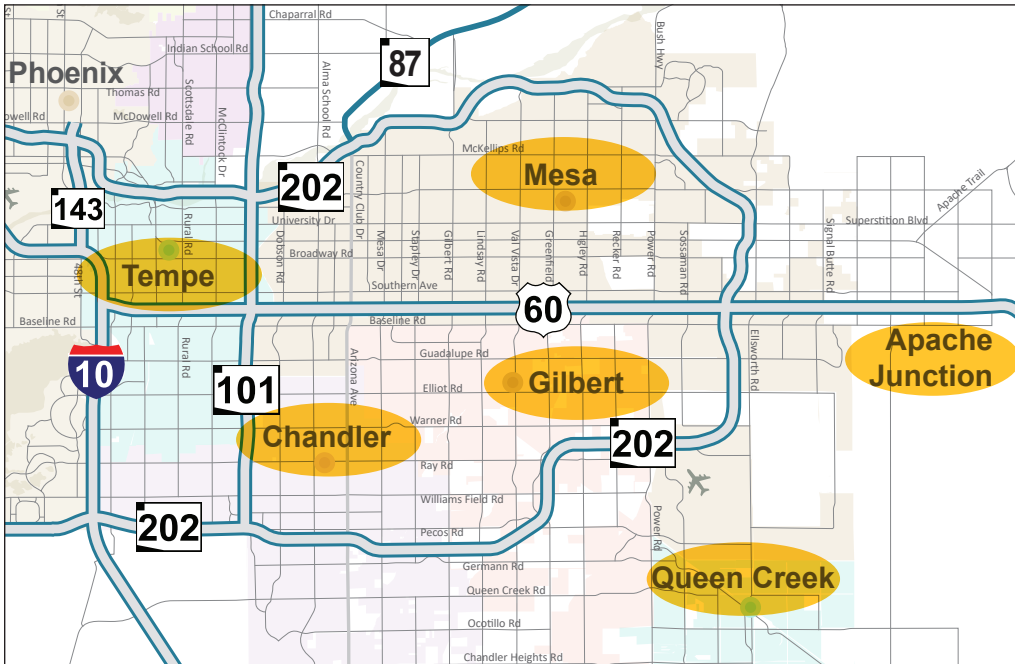 St
St
Chaparral Rd
Bush Hwy
Indian School Rd
87
Phoenix
Thomas Rd
Scottsdale Rd
McClintock Dr
Alma School Rd
owell Rd
McDowell Rd
McKellips Rd
Mesa
202
Country Club Dr
143
Apache Trail
University Dr
Superstition Blvd
Rural Rd
Dobson Rd
Broadway Rd
Mesa Dr
Stapley Dr
Gilbert Rd
Lindsay Rd
Val Vista Dr
Greenfield
Higley Rd
Recker Rd
Power Rd
Sossaman Rd
Signal Butte Rd
Tempe
48th St
Southern Ave
60
Baseline Rd
Baseline Rd
Rural Rd
Arizona Ave
Guadalupe Rd
Ellsworth Rd
Apache
Junction
10
101
Elliot Rd
Gilbert
Warner Rd
Chandler
202
Ray Rd
Williams Field Rd
202
Pecos Rd
Power Rd
Germann Rd
Queen Creek
Queen Creek Rd
Ocotillo Rd
Chandler Heights Rd